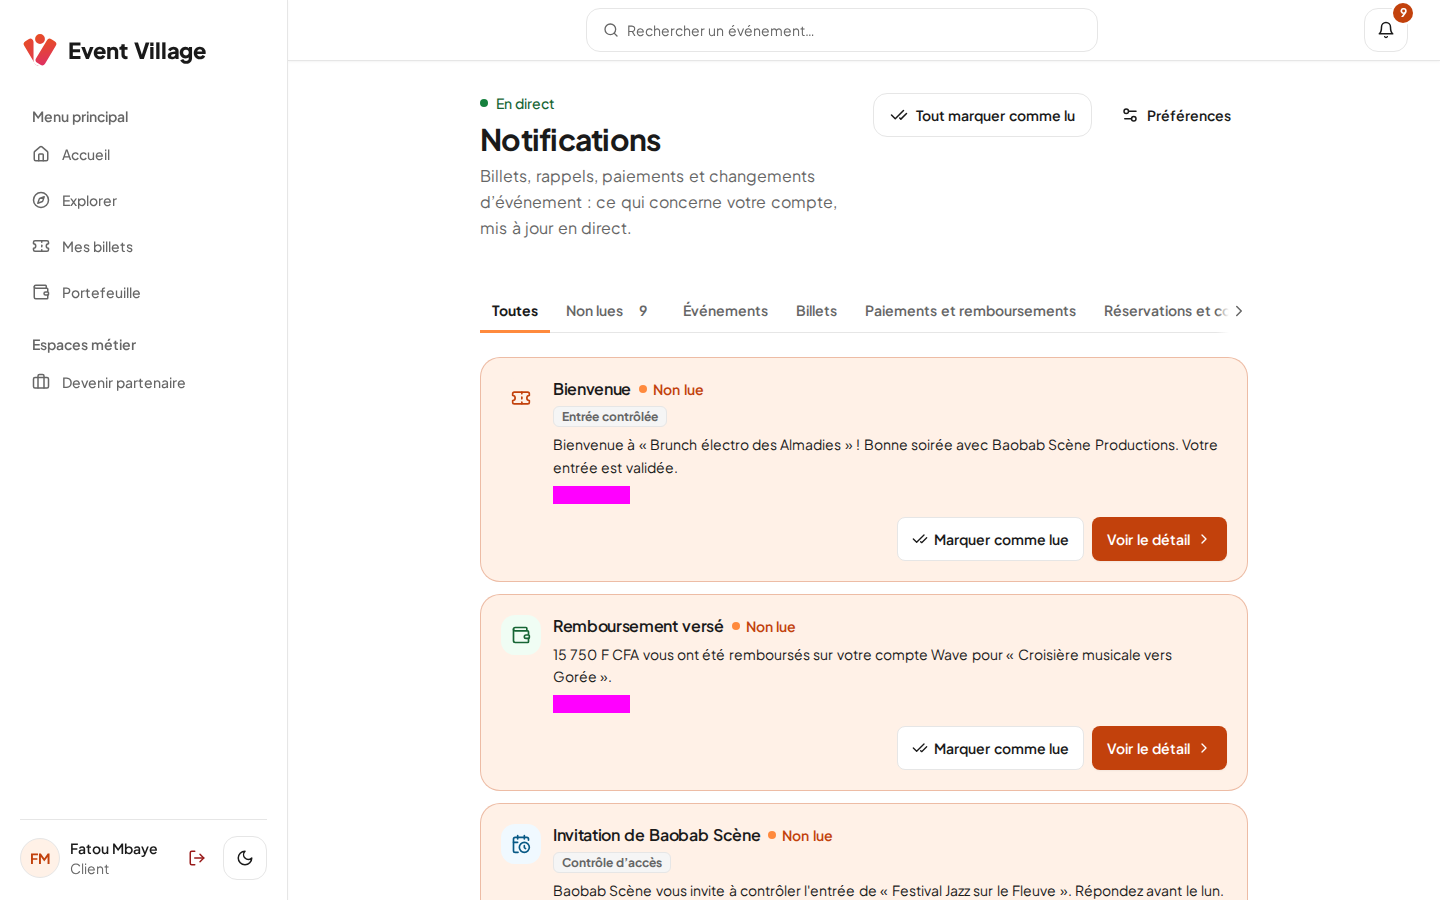 Event Village
Menu principal
Accueil
Explorer
Mes billets
Portefeuille
Espaces métier
Devenir partenaire
FM
Fatou Mbaye
Client
Rechercher un événement…
9
En direct
Notifications
Billets, rappels, paiements et changements
d’événement : ce qui concerne votre compte,
mis à jour en direct.
Tout marquer comme lu
Préférences
Toutes
Non lues 9
Événements
Billets
Paiements et remboursements
Réservations et
Bienvenue
Non lue
Entrée contrôlée
Bienvenue à « Brunch électro des Almadies » ! Bonne soirée avec Baobab Scène Productions. Votre
entrée est validée.
Marquer comme lue
Voir le détail
Remboursement versé
Non lue
15 750 F CFA vous ont été remboursés sur votre compte Wave pour « Croisière musicale vers
Gorée ».
Marquer comme lue
Voir le détail
Invitation de Baobab Scène
Non lue
Contrôle d’accès
Baobab Scène vous invite à contrôler l'entrée de « Festival Jazz sur le Fleuve ». Répondez avant le lun.